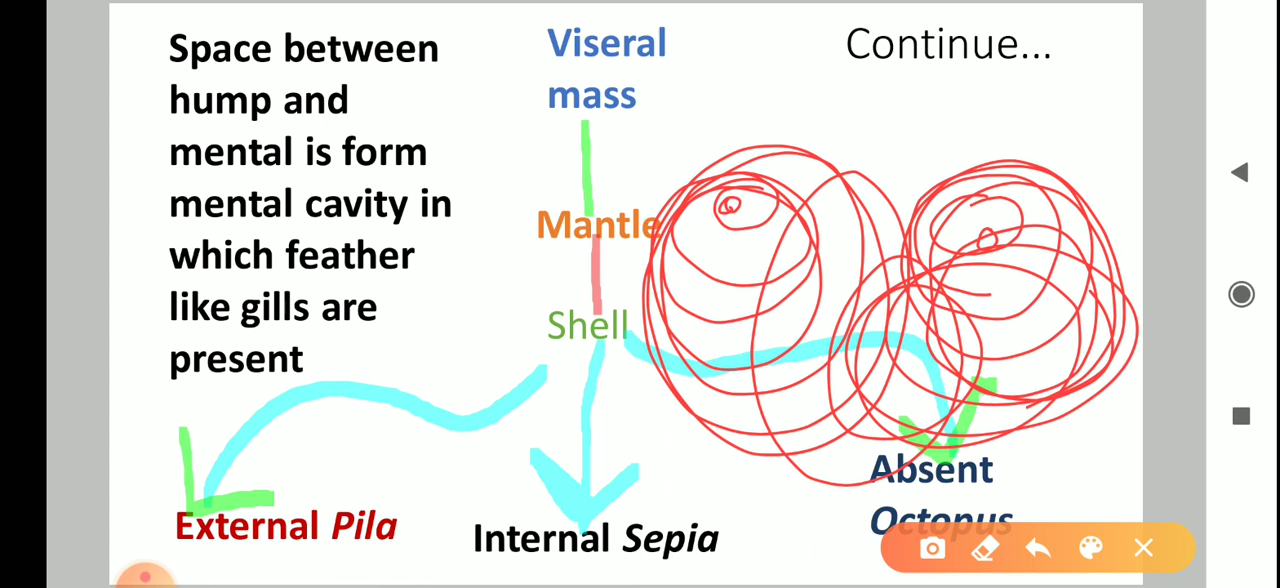 Space between
hump and
mental is form
mental cavity in
which feather
like gills are
present
Viseral
mass
Continue...
Mantle
Shell
External Pila
Internal Sepia
Absent
Octopus